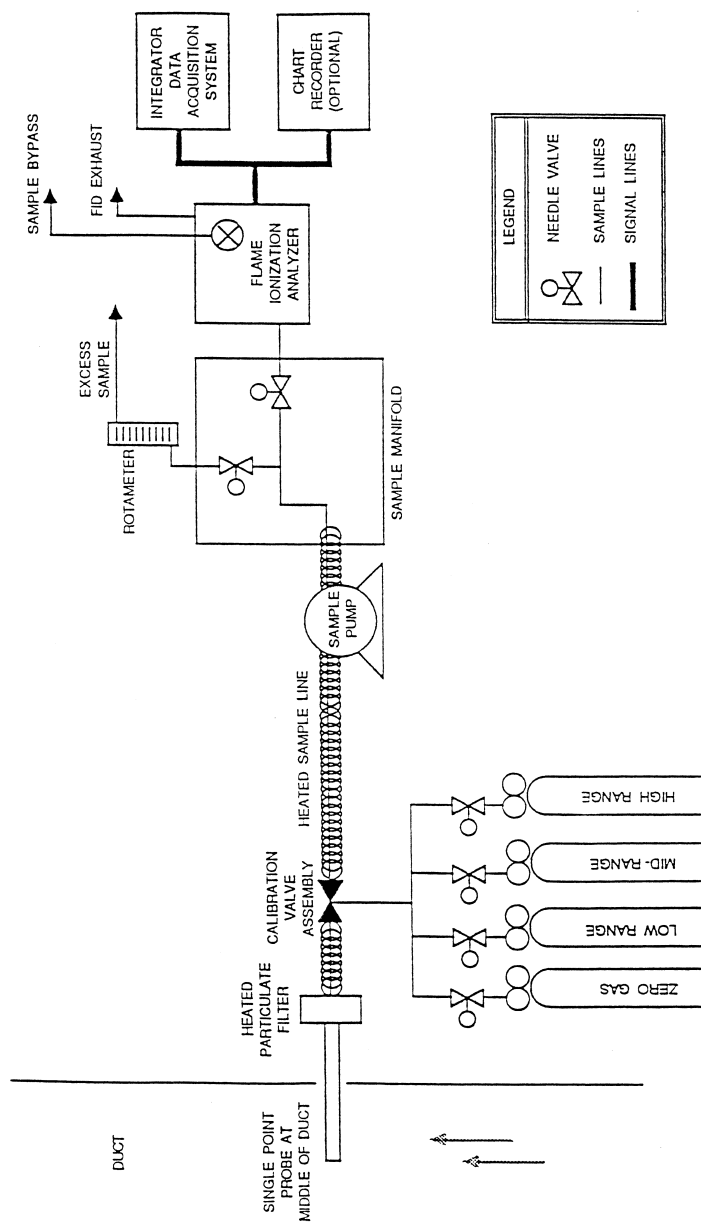 DUCT
SINGLE POINT
PROBE AT
MIDDLE OF DUCT
HEATED
PARTICULATE
FILTER
CALIBRATION
VALVE
ASSEMBLY
HEATED SAMPLE LINE
SAMPLE
PUMP
ROTAMETER
EXCESS
SAMPLE
SAMPLE MANIFOLD
SAMPLE BYPASS
FID EXHAUST
FLAME
IONIZATION
ANALYZER
INTEGRATOR
DATA
ACQUISITION
SYSTEM
CHART
RECORDER
(OPTIONAL)
ZERO GAS
LOW RANGE
MID-RANGE
HIGH RANGE
LEGEND
NEEDLE VALVE
SAMPLE LINES
SIGNAL LINES